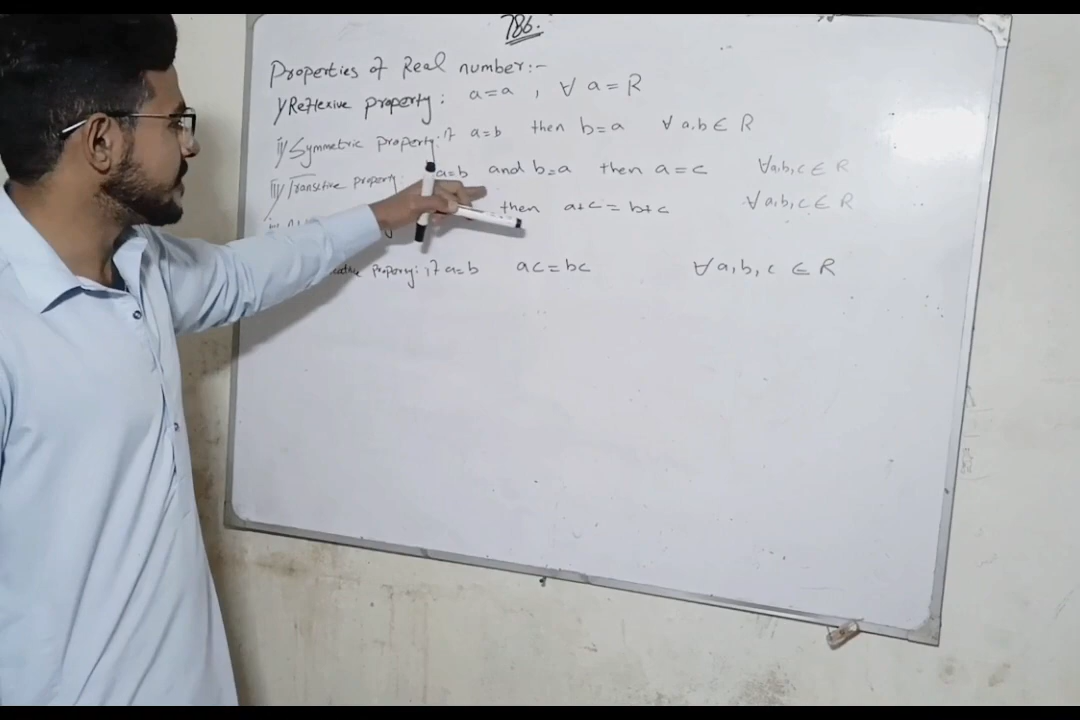 786.
Properties of Real number:-
i) Reflexive property: a=a, ∀ a=R
ii) Symmetric property: if a=b then b=a ∀ a,b∈R
iii) Transctive property: a=b and b=a then a=c ∀a,b,c∈R
then a+c=b+c ∀a,b,c∈R
property: if a=b ac=bc ∀a,b,c∈R